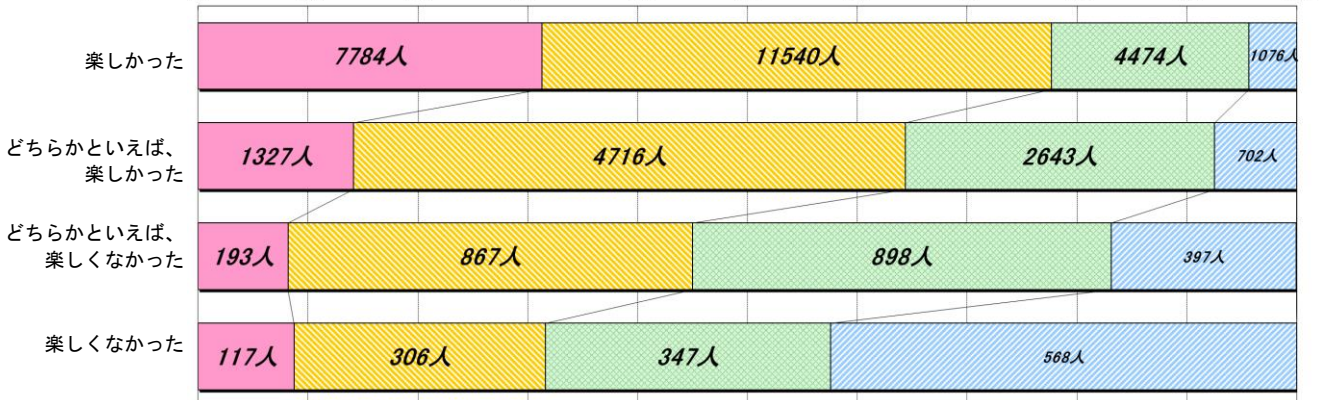 楽しかった
7784人
11540人
4474人
1076人
どちらかといえば、
楽しかった
1327人
4716人
2643人
702人
どちらかといえば、
楽しくなかった
193人
867人
898人
397人
楽しくなかった
117人
306人
347人
568人